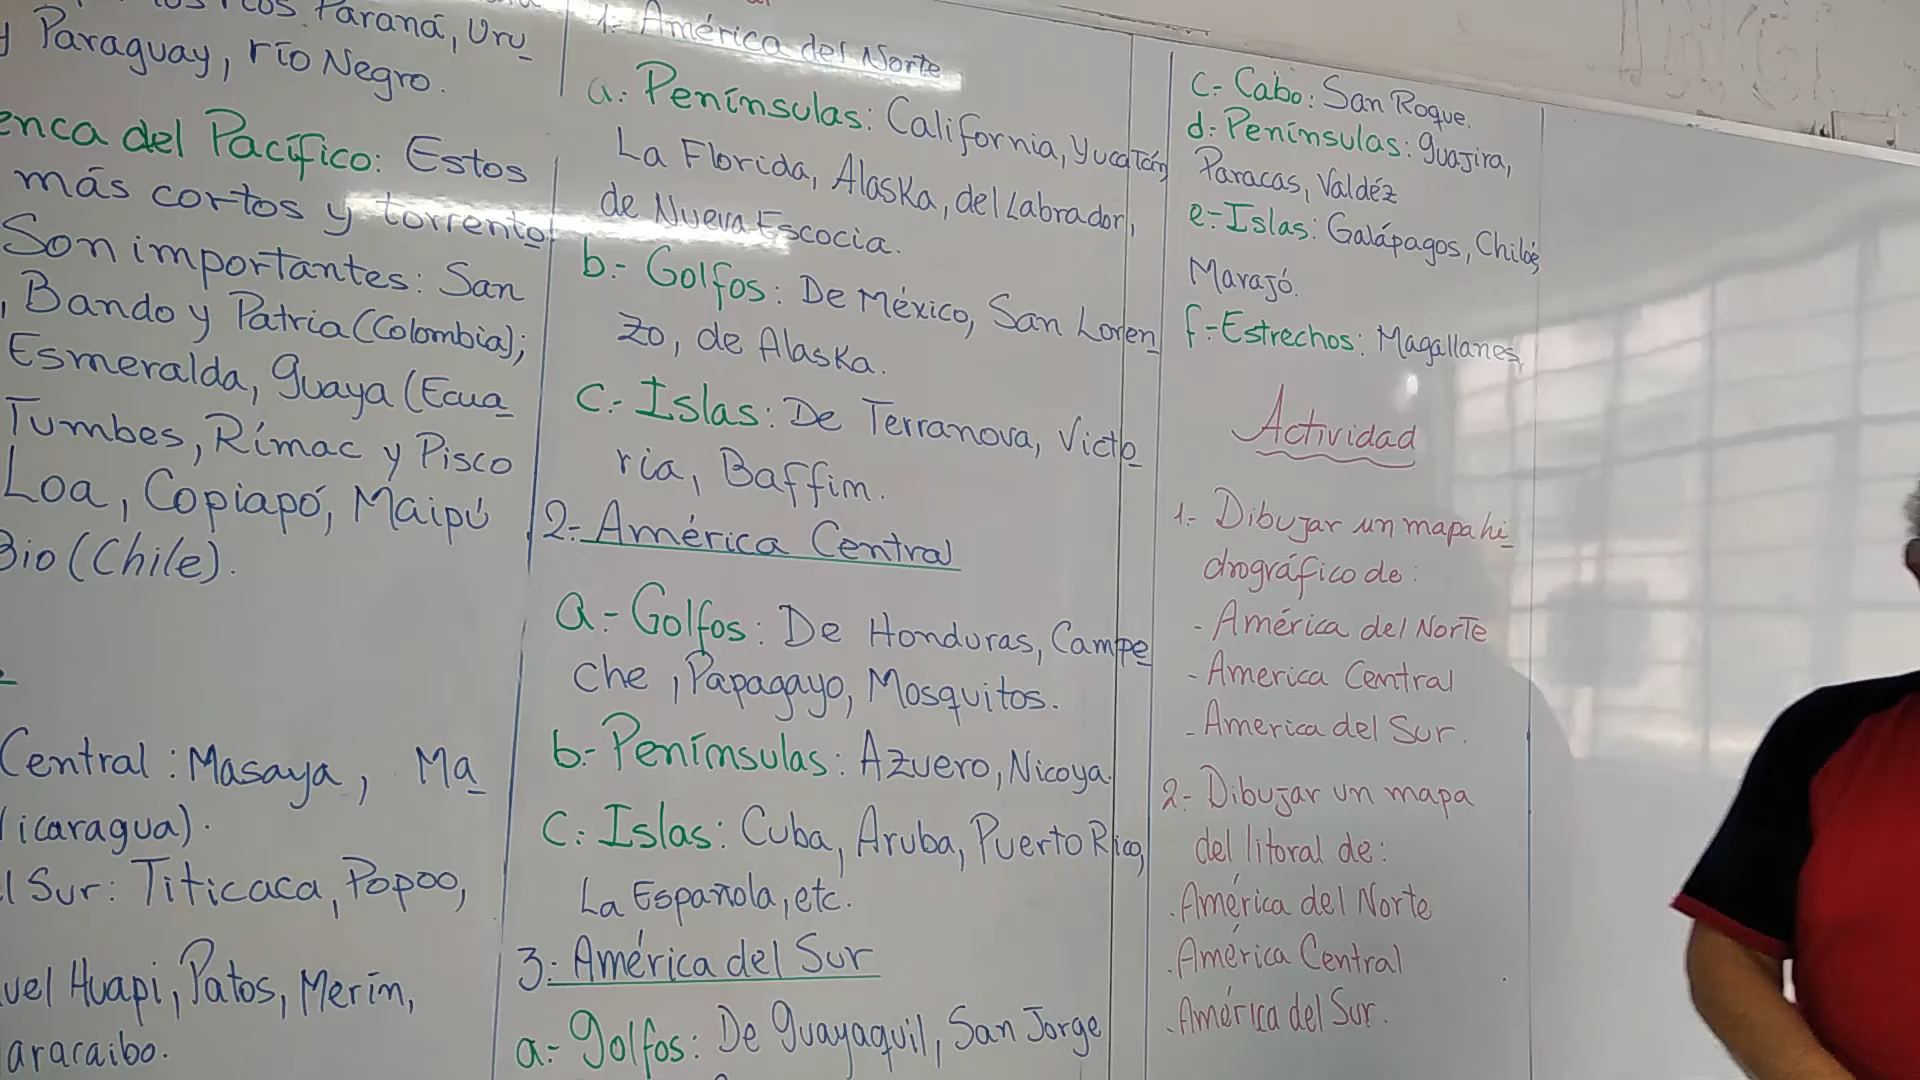 ríos Paraná, Uru
y Paraguay, río Negro.
enca del Pacífico: Estos
más cortos y torrento
Son importantes: San
, Bando y Patria (Colombia);
Esmeralda, Guaya (Ecua
Tumbes, Rímac y Pisco
Loa, Copiapó, Maipú
Bio (Chile).
Central: Masaya, Ma
icaragua).
l Sur: Titicaca, Popoo,
uel Huapi, Patos, Merín,
aracaibo.
1.- América del Norte
a.- Penínsulas: California, Yucatán,
La Florida, Alaska, del Labrador,
de Nueva Escocia.
b.- Golfos: De México, San Loren
zo, de Alaska.
c.- Islas: De Terranova, Victo
ria, Baffim.
2.- América Central
a.- Golfos: De Honduras, Campe
che, Papagayo, Mosquitos.
b.- Penínsulas: Azuero, Nicoya.
c.- Islas: Cuba, Aruba, Puerto Rico,
La Española, etc.
3.- América del Sur
a.- Golfos: De Guayaquil, San Jorge
c.- Cabo: San Roque.
d.- Penínsulas: Guajira,
Paracas, Valdéz
e.- Islas: Galápagos, Chiloé,
Marajó.
f.- Estrechos: Magallanes
Actividad
1.- Dibujar un mapa hi
drográfico de:
- América del Norte
- America Central
- America del Sur.
2.- Dibujar un mapa
del litoral de:
. América del Norte
. América Central
. América del Sur.